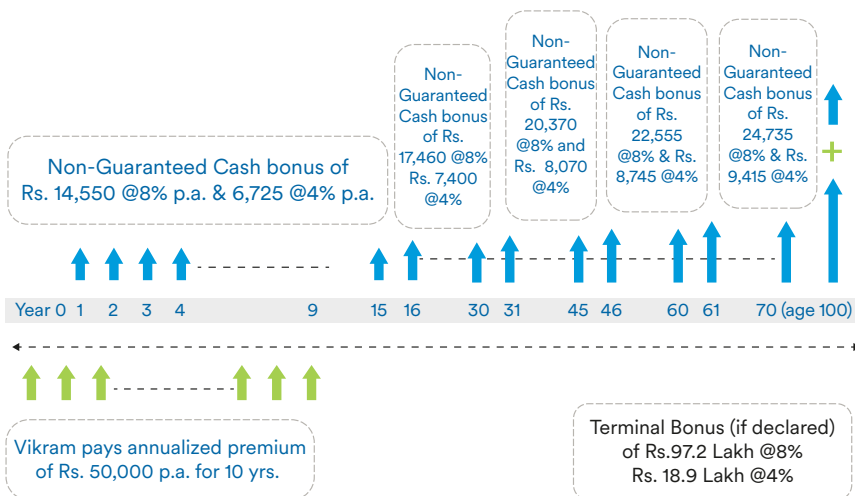 Non-Guaranteed Cash bonus of
Rs. 14,550 @8% p.a. & 6,725 @4% p.a.
Non-
Guaranteed
Cash bonus
of Rs.
17,460 @8%
Rs. 7,400
@4%
Non-
Guaranteed
Cash bonus
of Rs.
20,370
@8% and
Rs. 8,070
@4%
Non-
Guaranteed
Cash bonus
of Rs.
22,555
@8% & Rs.
8,745 @4%
Non-
Guaranteed
Cash bonus
of Rs.
24,735
@8% & Rs.
9,415 @4%
+
Year 0 1 2 3 4 9 15 16 30 31 45 46 60 61 70 (age 100)
Vikram pays annualized premium
of Rs. 50,000 p.a. for 10 yrs.
Terminal Bonus (if declared)
of Rs.97.2 Lakh @8%
Rs. 18.9 Lakh @4%